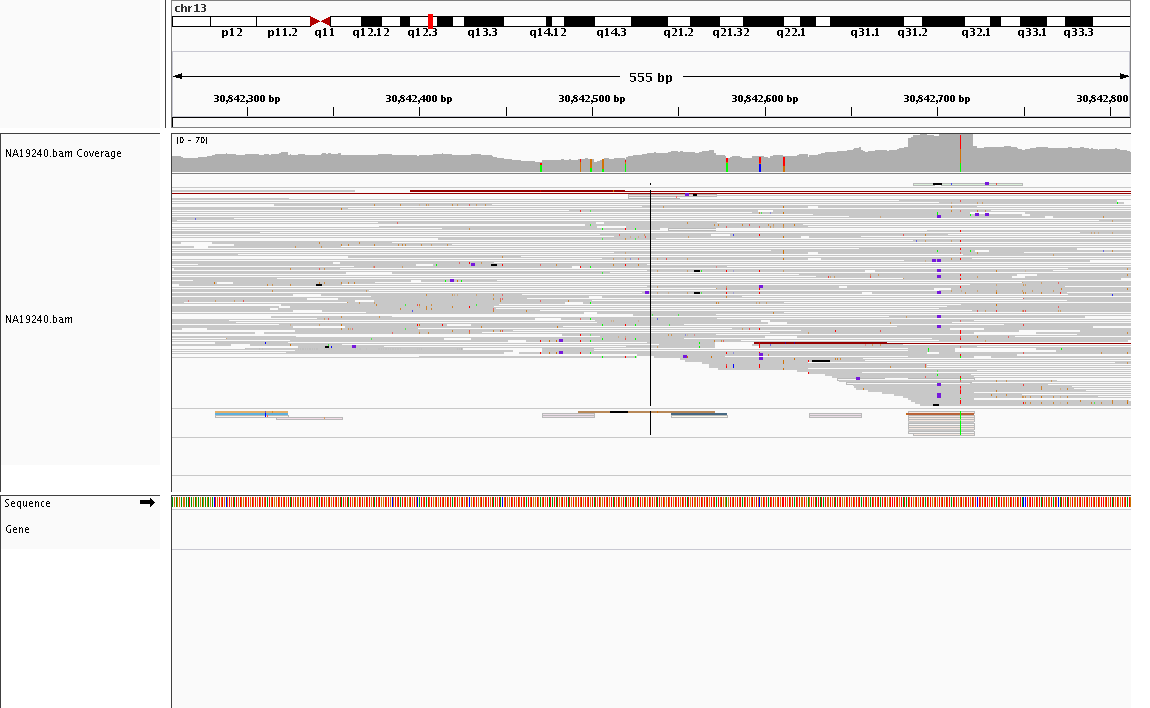 chr13
p12 p11.2 q11 q12.12 q12.3 q13.3 q14.12 q14.3 q21.2 q21.32 q22.1 q31.1 q31.2 q32.1 q33.1 q33.3
555 bp
30,842,300 bp 30,842,400 bp 30,842,500 bp 30,842,600 bp 30,842,700 bp 30,842,800
NA19240.bam Coverage
[0 - 70]
NA19240.bam
Sequence
Gene